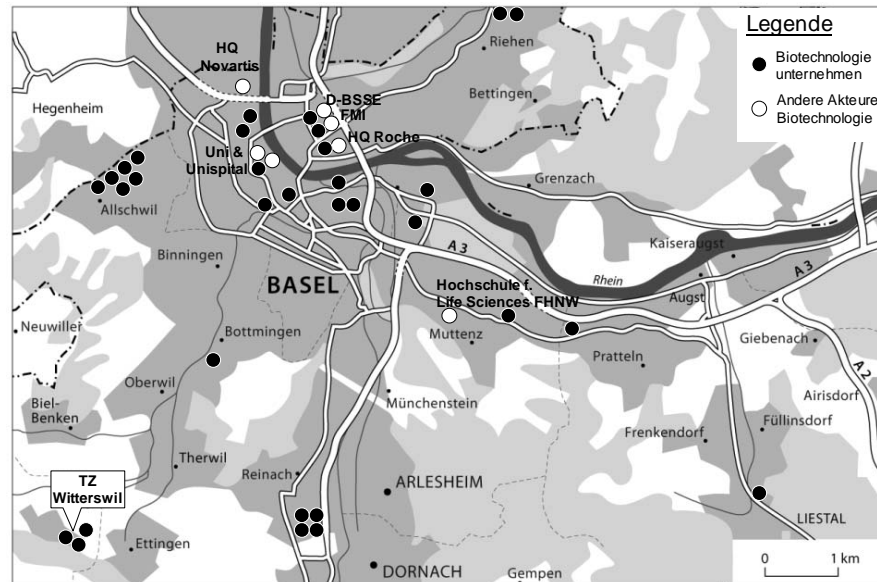 Legende
Biotechnologie
unternehmen
Andere Akteure
Biotechnologie
HQ
Novartis
Riehen
Bettingen
D-BSSE
FMI
HQ Roche
Hegenheim
Uni &
Unispital
Grenzach
Allschwil
Binningen
BASEL
A 3
Kaiseraugst
A 3
Rhein
Augst
Hochschule f.
Life Sciences FHNW
Neuwiller
Bottmingen
Muttenz
Pratteln
Giebenach
A 2
Oberwil
Biel-
Benken
Münchenstein
Airisdorf
Frenkendorf
Füllinsdorf
Therwil
Reinach
TZ
Witterswil
ARLESHEIM
LIESTAL
Ettingen
DORNACH
Gempen
0 1 km